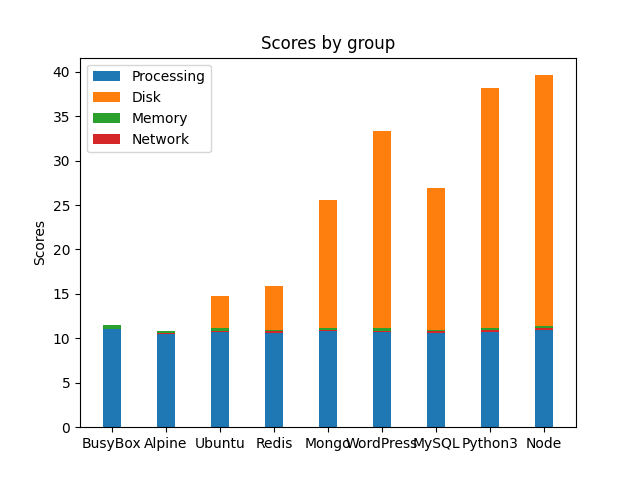 Scores by group
Processing
Disk
Memory
Network
Scores
40
35
30
25
20
15
10
5
0
BusyBox Alpine Ubuntu Redis Mongo WordPress MySQL Python3 Node